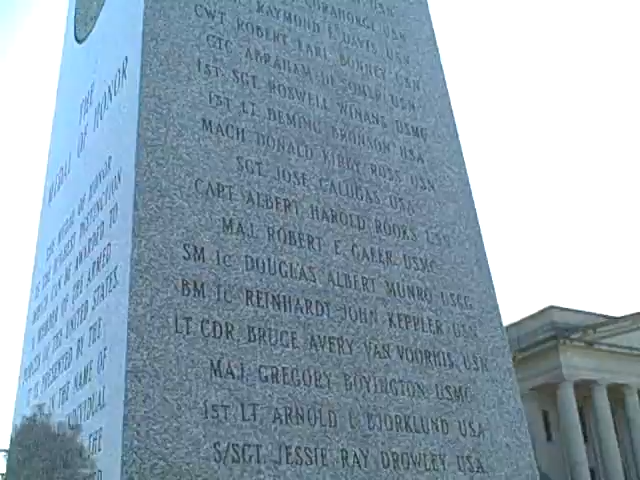 THE
MEDAL OF HONOR
THE MEDAL OF HONOR
IS THE HIGHEST DISTINCTION
WHICH CAN BE AWARDED TO
A MEMBER OF THE ARMED
FORCES OF THE UNITED STATES.
IT IS PRESENTED BY THE
IN THE NAME OF
THE
USN
RAYMOND E. DAVIS USN
CWT ROBERT EARL BONNEY USN
CTC ABRAHAM DE SOMER USN
1ST SGT. ROSWELL WINANS USMC
1ST LT. DEMING BRONSON USA
MACH DONALD KIRBY ROSS USN
SGT. JOSE CALUGAS USA
CAPT ALBERT HAROLD ROOKS USN
MAJ. ROBERT E. GALER USMC
SM 1C DOUGLAS ALBERT MUNRO USCG
BM 1C REINHARDT JOHN KEPPLER USN
LT CDR. BRUCE AVERY VAN VOORHIS USN
MAJ. GREGORY BOYINGTON USMC
1ST LT. ARNOLD L. BJORKLUND USA
S/SGT. JESSIE RAY DROWLEY USA